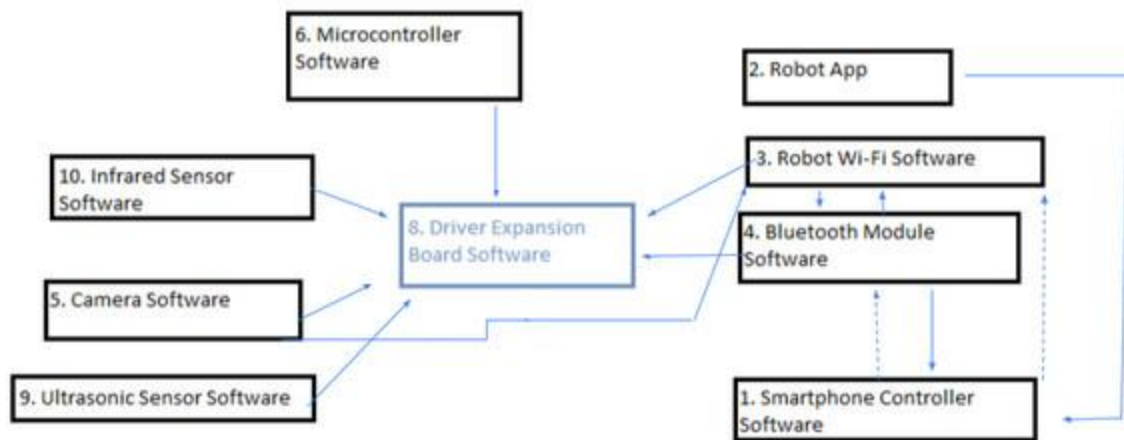 6. Microcontroller
Software
2. Robot App
3. Robot Wi-Fi Software
10. Infrared Sensor
Software
8. Driver Expansion
Board Software
4. Bluetooth Module
Software
5. Camera Software
9. Ultrasonic Sensor Software
1. Smartphone Controller
Software